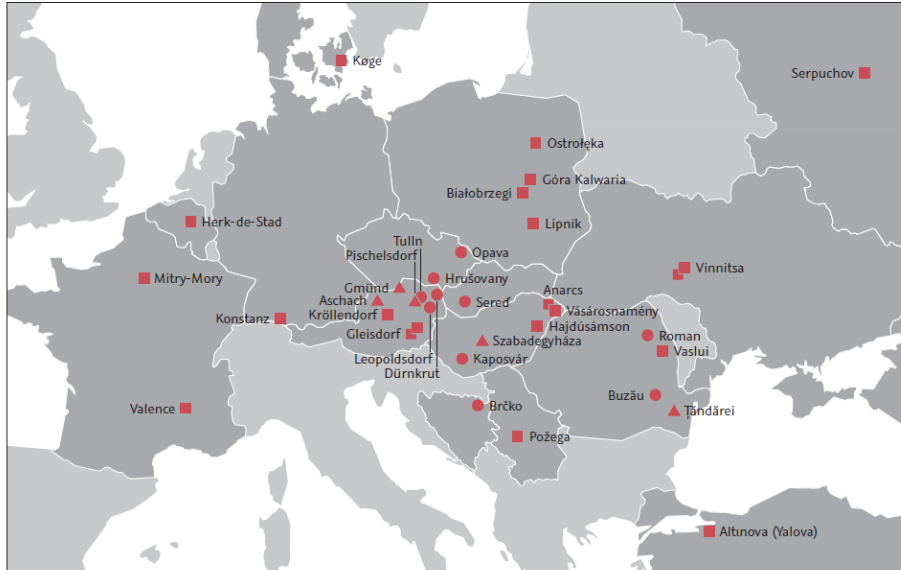 Køge
Serpuchov
Ostrołęka
Góra Kalwaria
Białobrzegi
Herk-de-Stad
Lipník
Tulln
Opava
Pischelsdorf
Mitry-Mory
Hrušovany
Vinnitsa
Gmünd
Anarcs
Aschach
Sereď
Vásárosnamény
Kröllendorf
Konstanz
Hajdúsámson
Gleisdorf
Roman
Szabadegyháza
Vaslui
Leopoldsdorf
Kaposvár
Dürnkrut
Buzău
Brčko
Valence
Țăndărei
Požega
Altınova (Yalova)